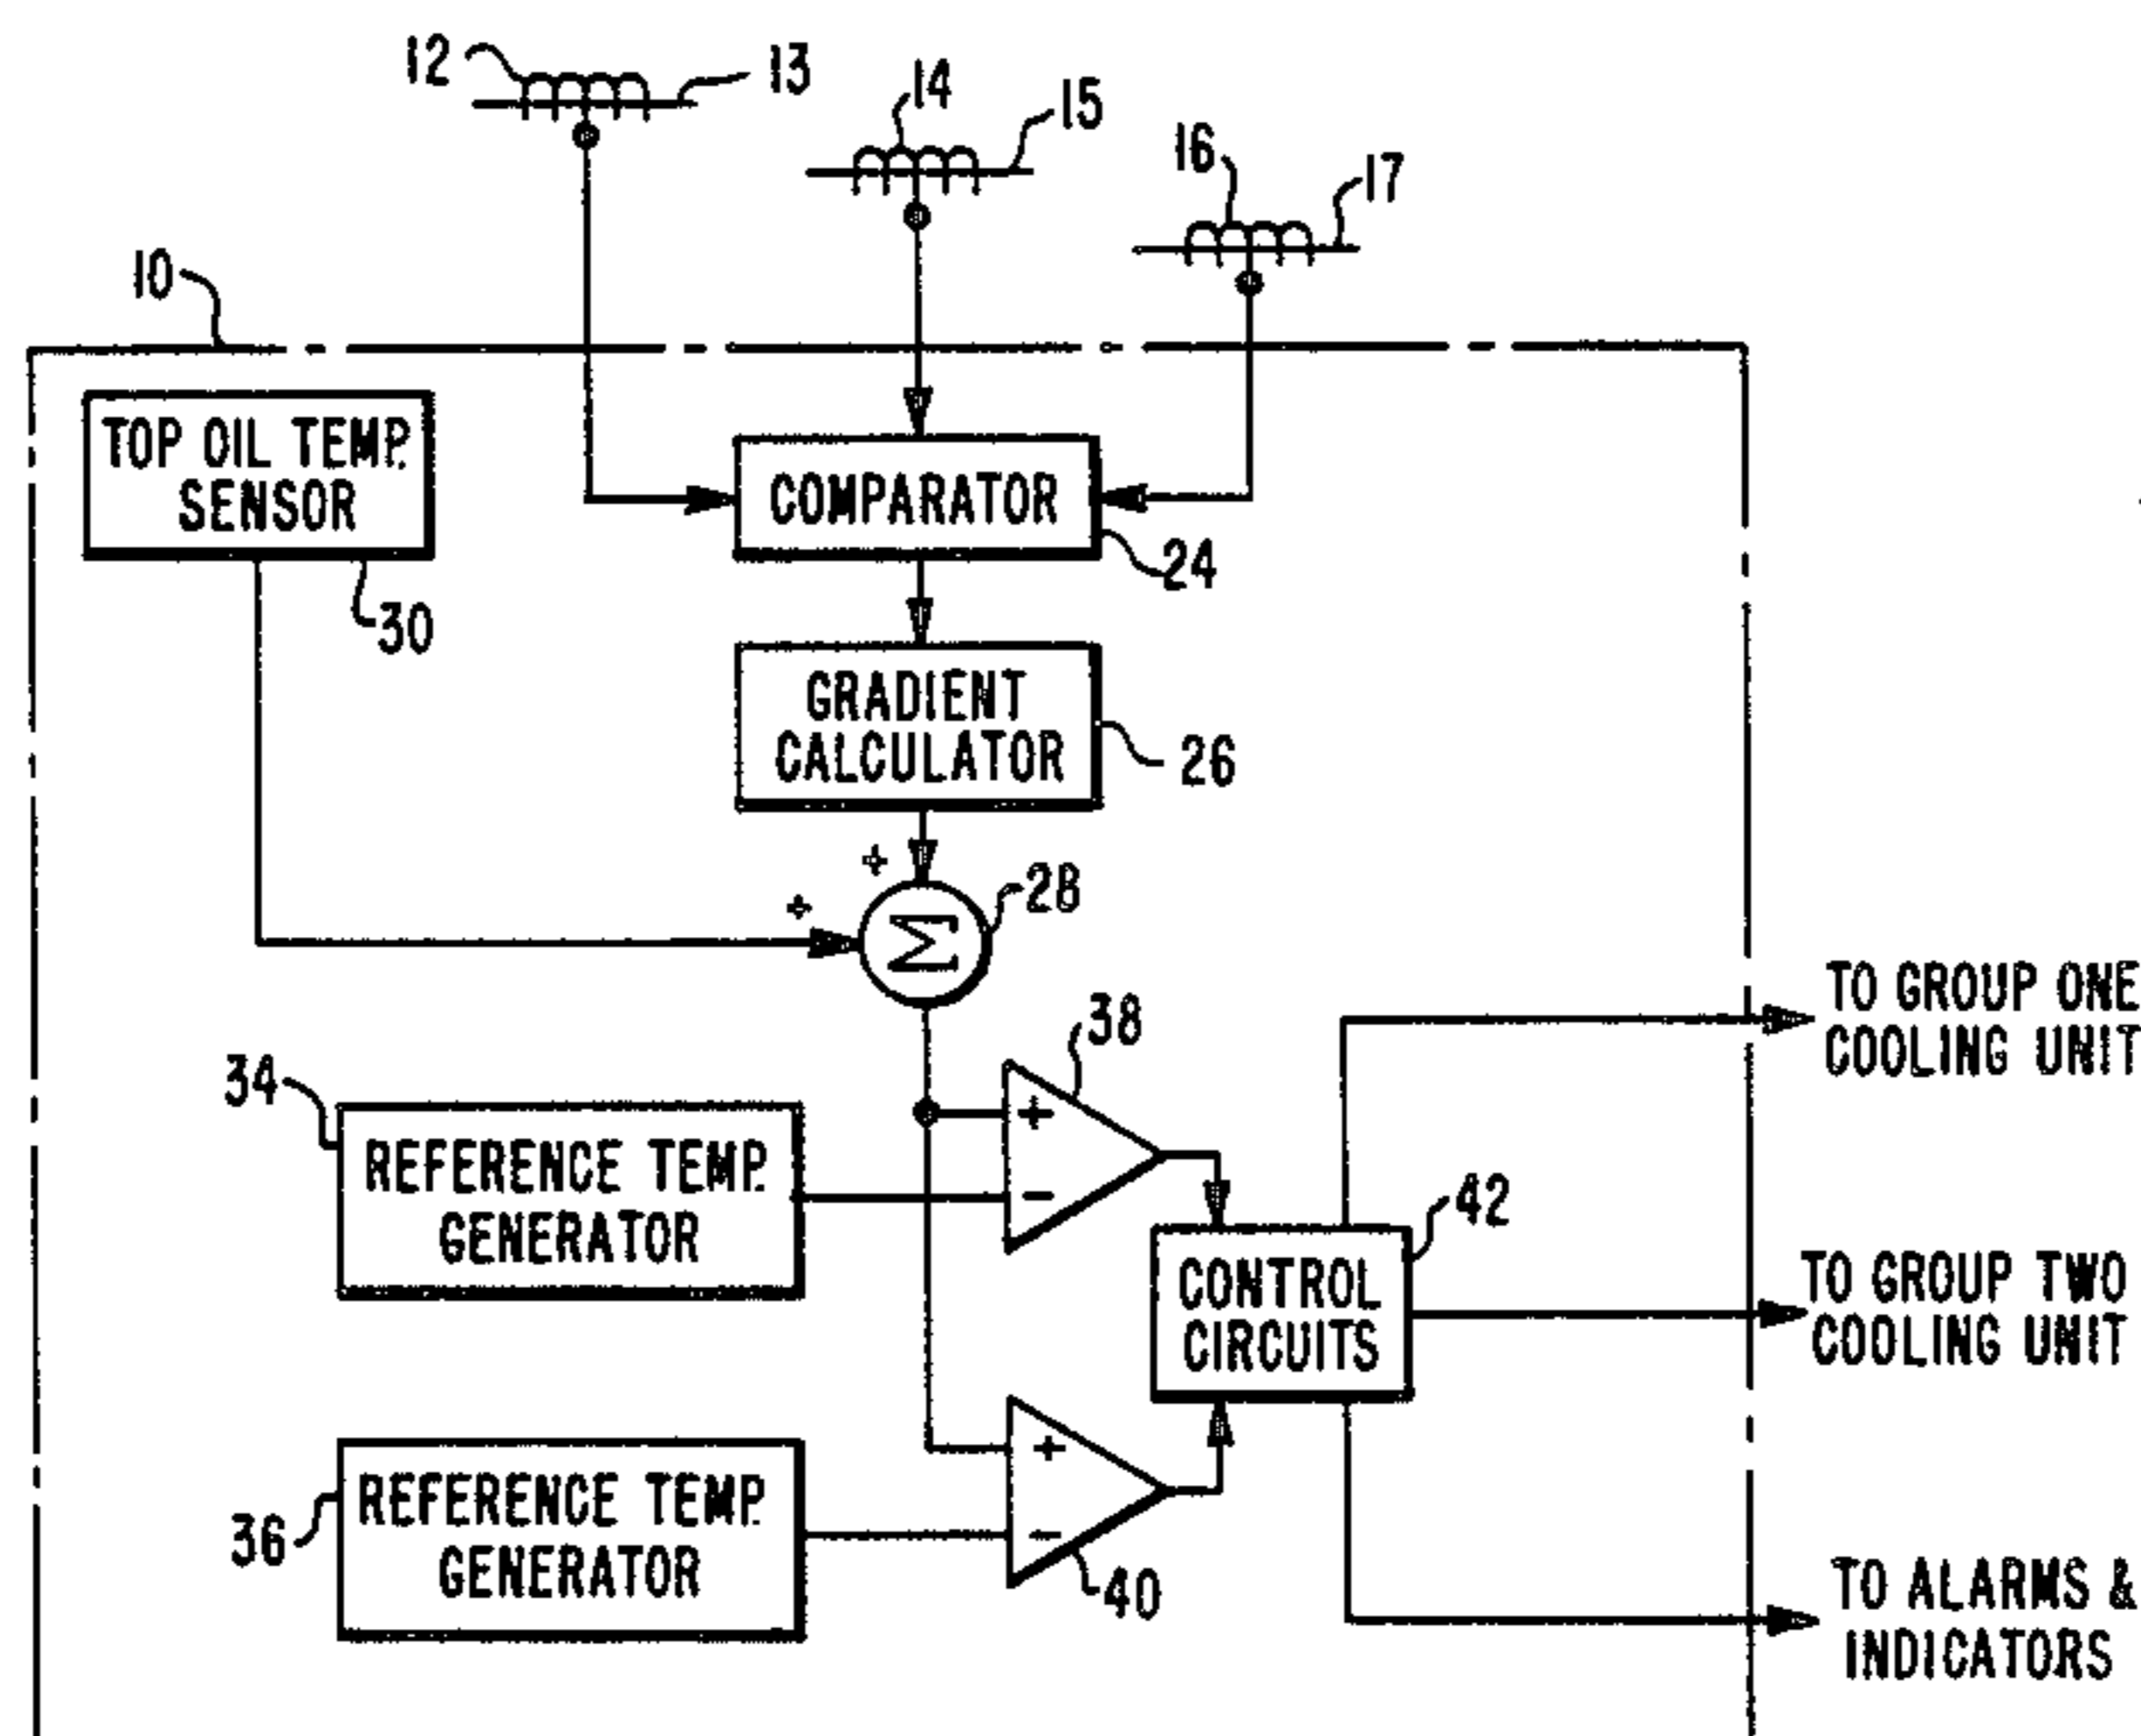 12
13
14
15
16
17
10
TOP OIL TEMP.
SENSOR
30
COMPARATOR
24
GRADIENT
CALCULATOR
26
+
+
28
Σ
38
34
REFERENCE TEMP.
GENERATOR
+
−
42
CONTROL
CIRCUITS
36
REFERENCE TEMP.
GENERATOR
+
−
40
TO GROUP ONE
COOLING UNIT
TO GROUP TWO
COOLING UNIT
TO ALARMS &
INDICATORS